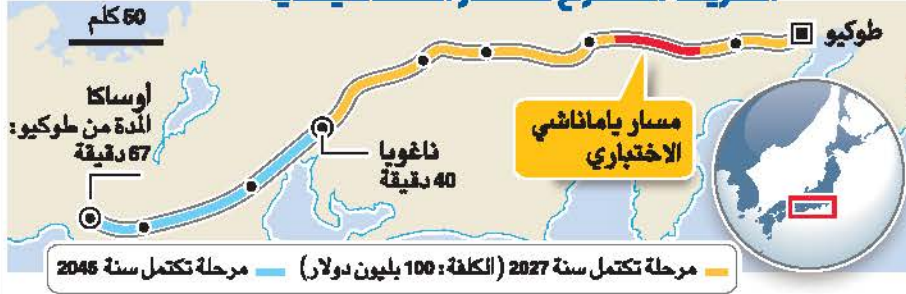 60 كلم
طوكيو
أوساكا
المدة من طوكيو:
67 دقيقة
ناغويا
40 دقيقة
مسار ياماناشي
الاختباري
مرحلة تكتمل سنة 2027 (الكلفة: 100 بليون دولار)
مرحلة تكتمل سنة 2045